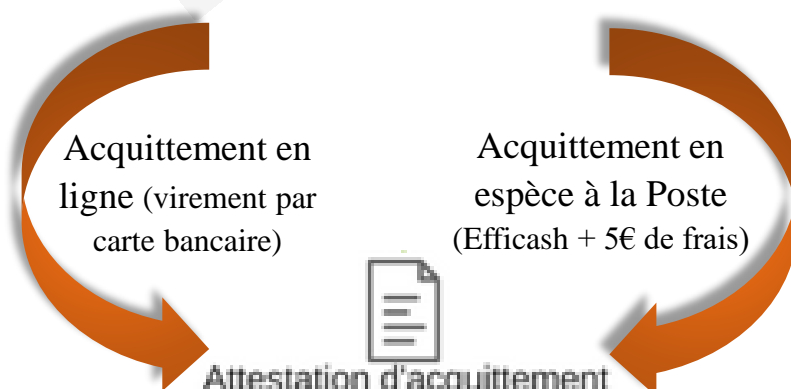 Acquittement en
ligne (virement par
carte bancaire)
Acquittement en
espèce à la Poste
(Efficash + 5€ de frais)
Attestation d'acquittement